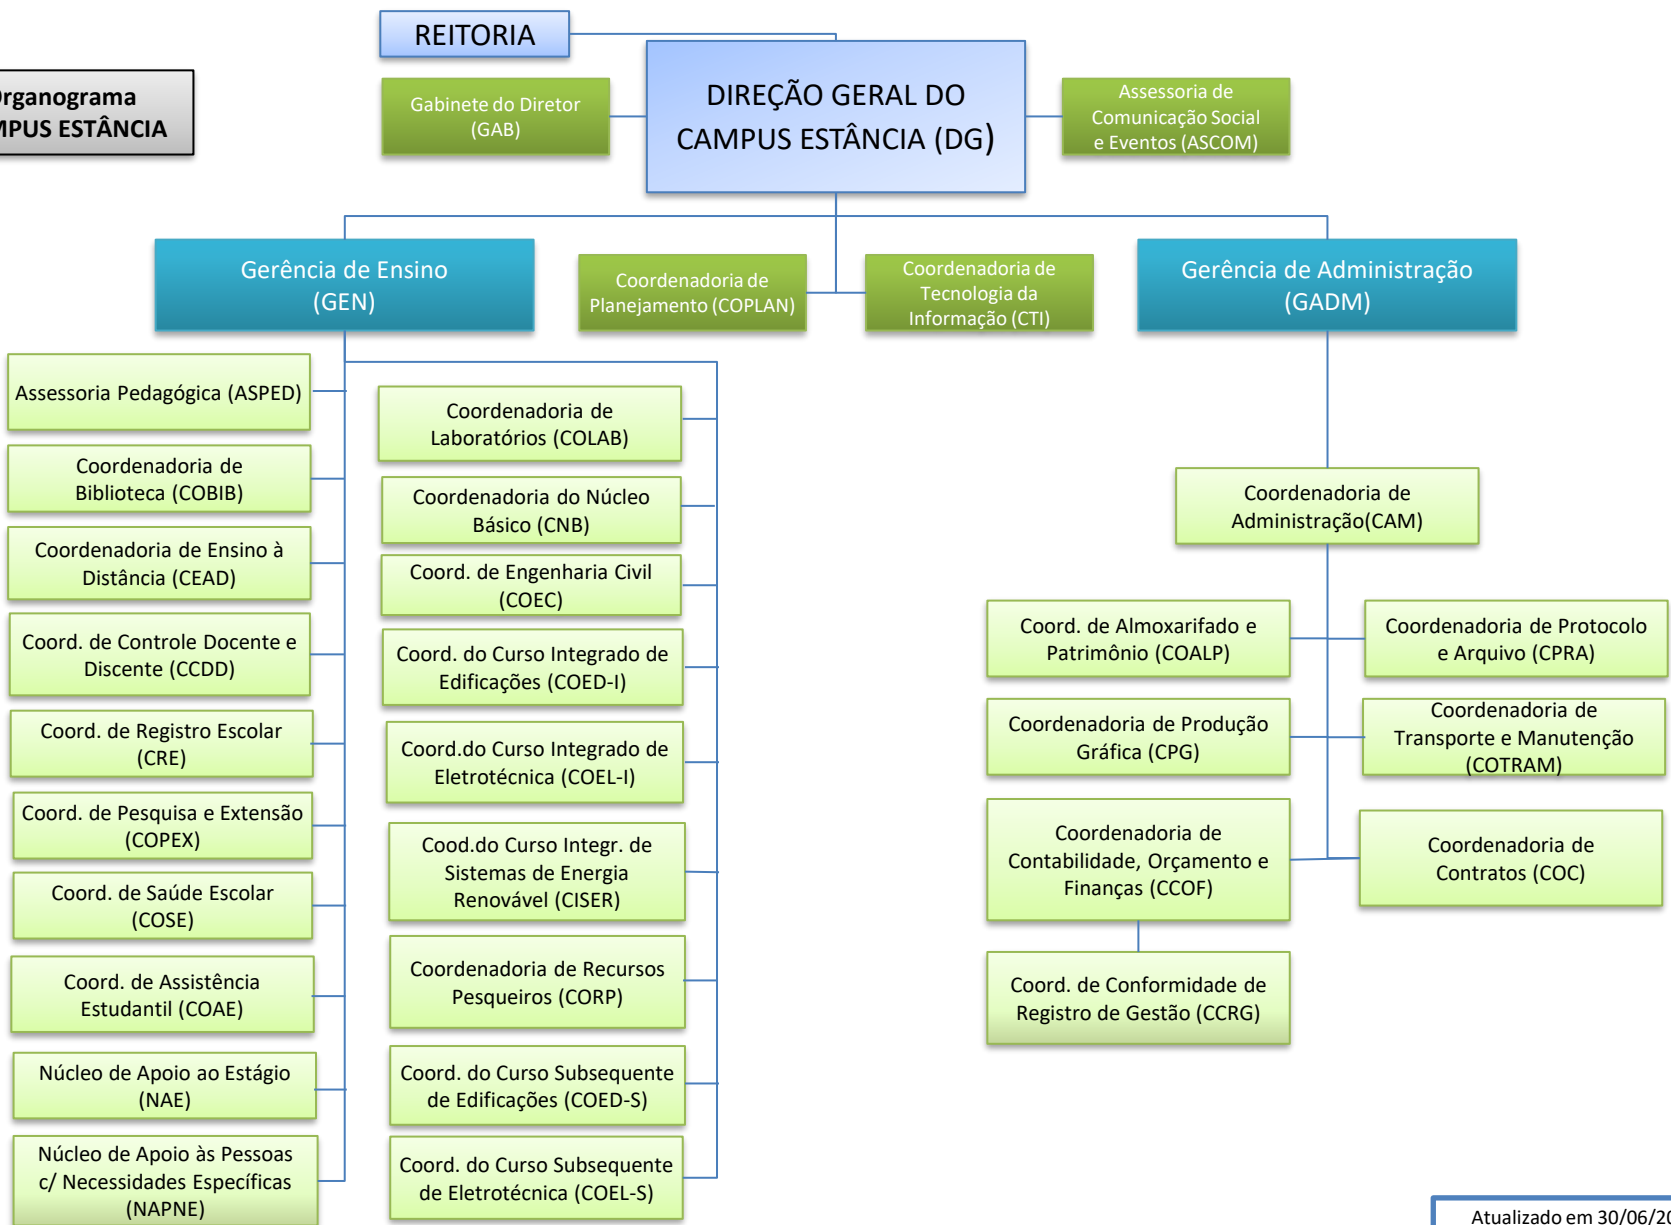 REITORIA
Organograma
CAMPUS ESTÂNCIA
Gabinete do Diretor
(GAB)
DIREÇÃO GERAL DO
CAMPUS ESTÂNCIA (DG)
Assessoria de
Comunicação Social
e Eventos (ASCOM)
Gerência de Ensino
(GEN)
Coordenadoria de
Planejamento (COPLAN)
Coordenadoria de
Tecnologia da
Informação (CTI)
Gerência de Administração
(GADM)
Assessoria Pedagógica (ASPED)
Coordenadoria de
Biblioteca (COBIB)
Coordenadoria de Ensino à
Distância (CEAD)
Coord. de Controle Docente e
Discente (CCDD)
Coord. de Registro Escolar
(CRE)
Coord. de Pesquisa e Extensão
(COPEX)
Coord. de Saúde Escolar
(COSE)
Coord. de Assistência
Estudantil (COAE)
Núcleo de Apoio ao Estágio
(NAE)
Núcleo de Apoio às Pessoas
c/ Necessidades Específicas
(NAPNE)
Coordenadoria de
Laboratórios (COLAB)
Coordenadoria do Núcleo
Básico (CNB)
Coord. de Engenharia Civil
(COEC)
Coord. do Curso Integrado de
Edificações (COED-I)
Coord.do Curso Integrado de
Eletrotécnica (COEL-I)
Cood.do Curso Integr. de
Sistemas de Energia
Renovável (CISER)
Coordenadoria de Recursos
Pesqueiros (CORP)
Coord. do Curso Subsequente
de Edificações (COED-S)
Coord. do Curso Subsequente
de Eletrotécnica (COEL-S)
Coordenadoria de
Administração(CAM)
Coord. de Almoxarifado e
Patrimônio (COALP)
Coordenadoria de Protocolo
e Arquivo (CPRA)
Coordenadoria de Produção
Gráfica (CPG)
Coordenadoria de
Transporte e Manutenção
(COTRAM)
Coordenadoria de
Contabilidade, Orçamento e
Finanças (CCOF)
Coordenadoria de
Contratos (COC)
Coord. de Conformidade de
Registro de Gestão (CCRG)
Atualizado em